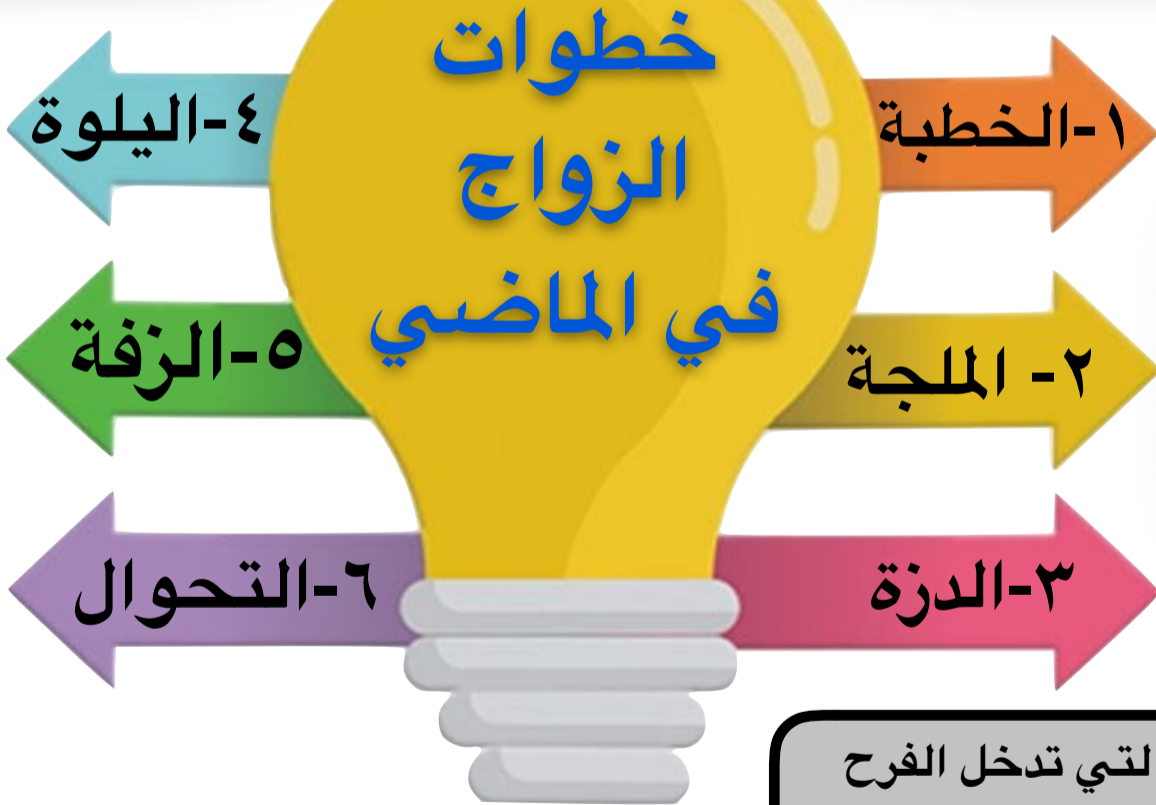 خطوات
الزواج
في الماضي
١-الخطبة
٢- الملجة
٣-الدزة
٤-اليلوة
٥-الزفة
٦-التحوال
لتي تدخل الفرح